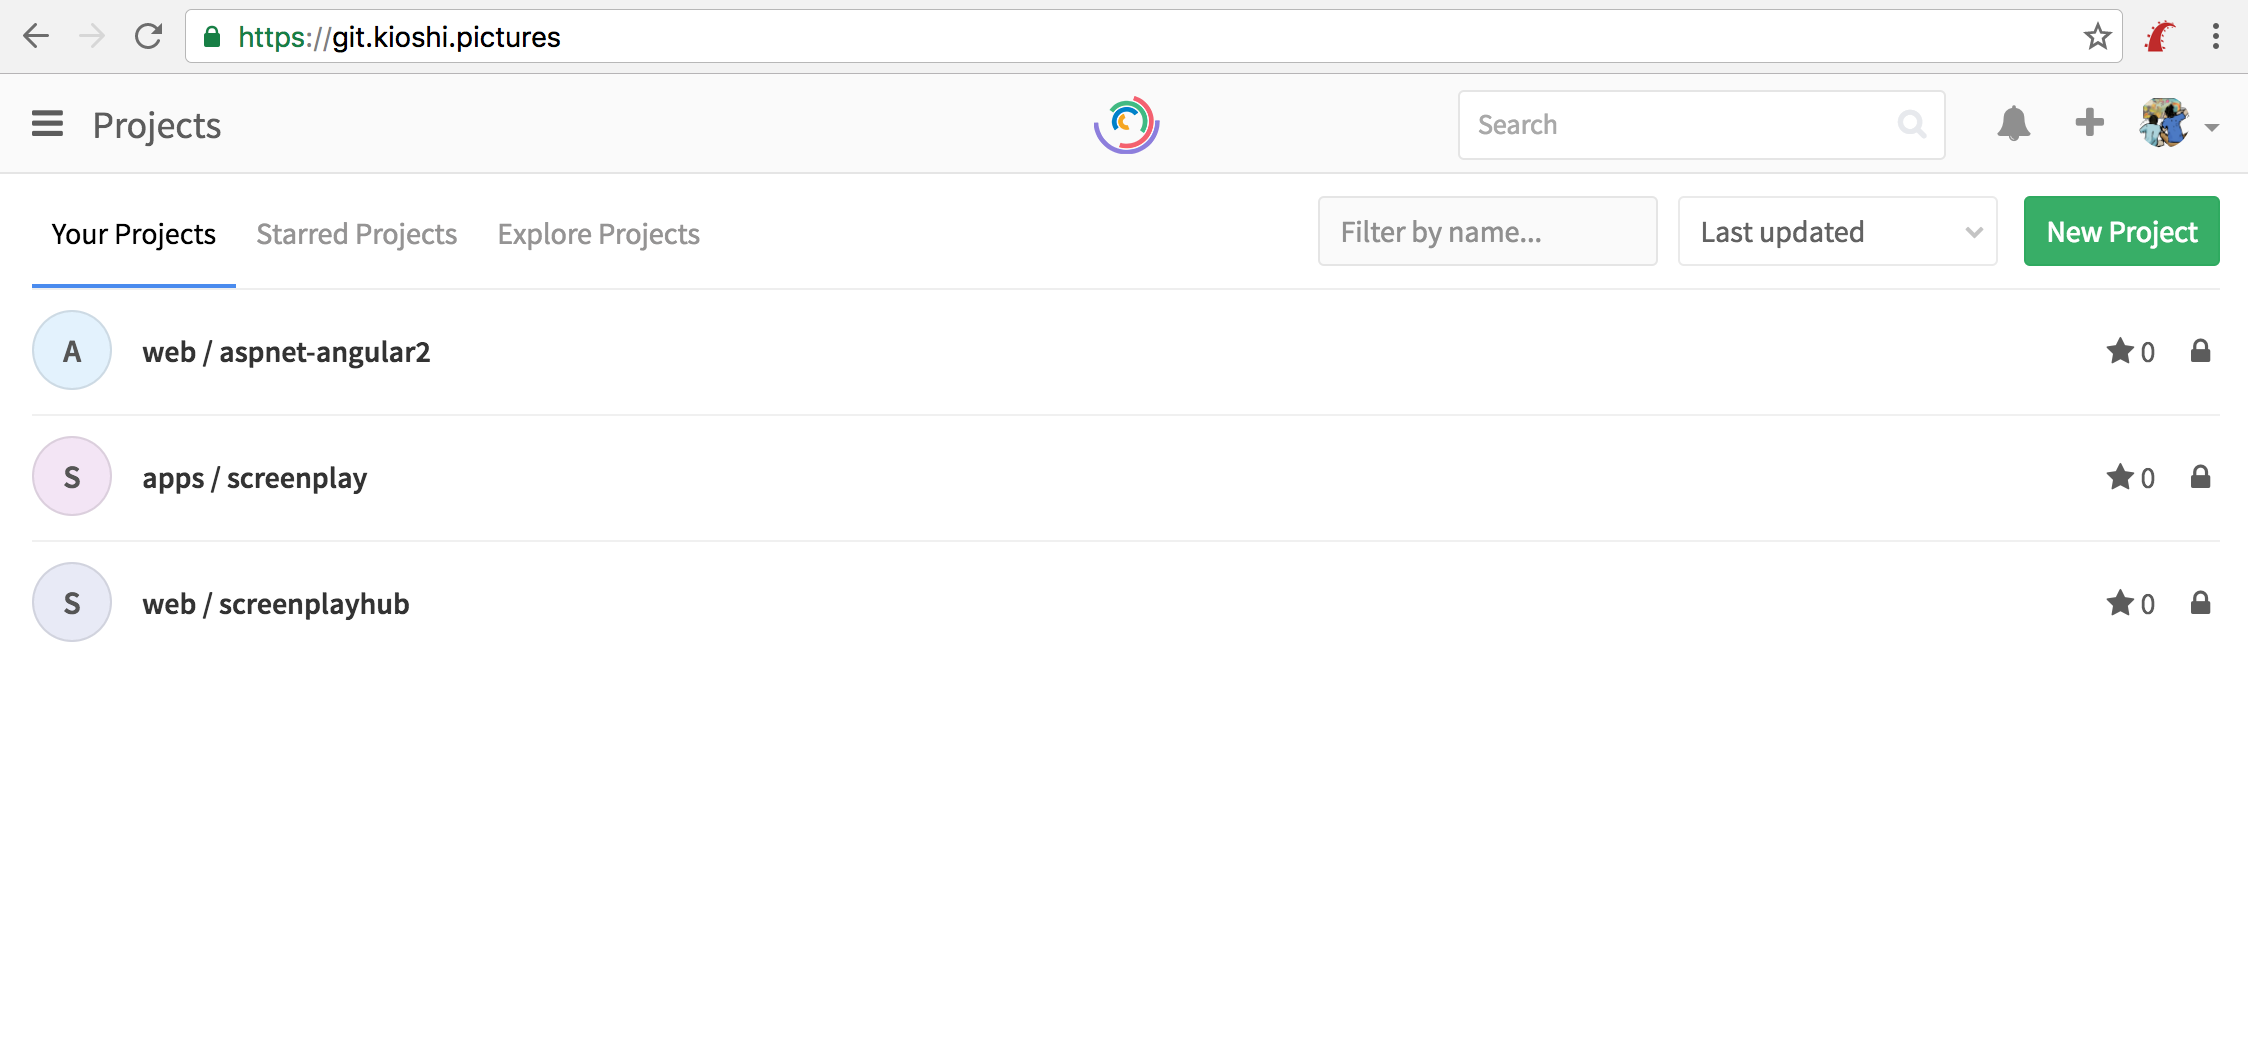 https://git.kioshi.pictures
Projects
Search
Your Projects Starred Projects Explore Projects Filter by name... Last updated New Project
A web / aspnet-angular2 0
S apps / screenplay 0
S web / screenplayhub 0